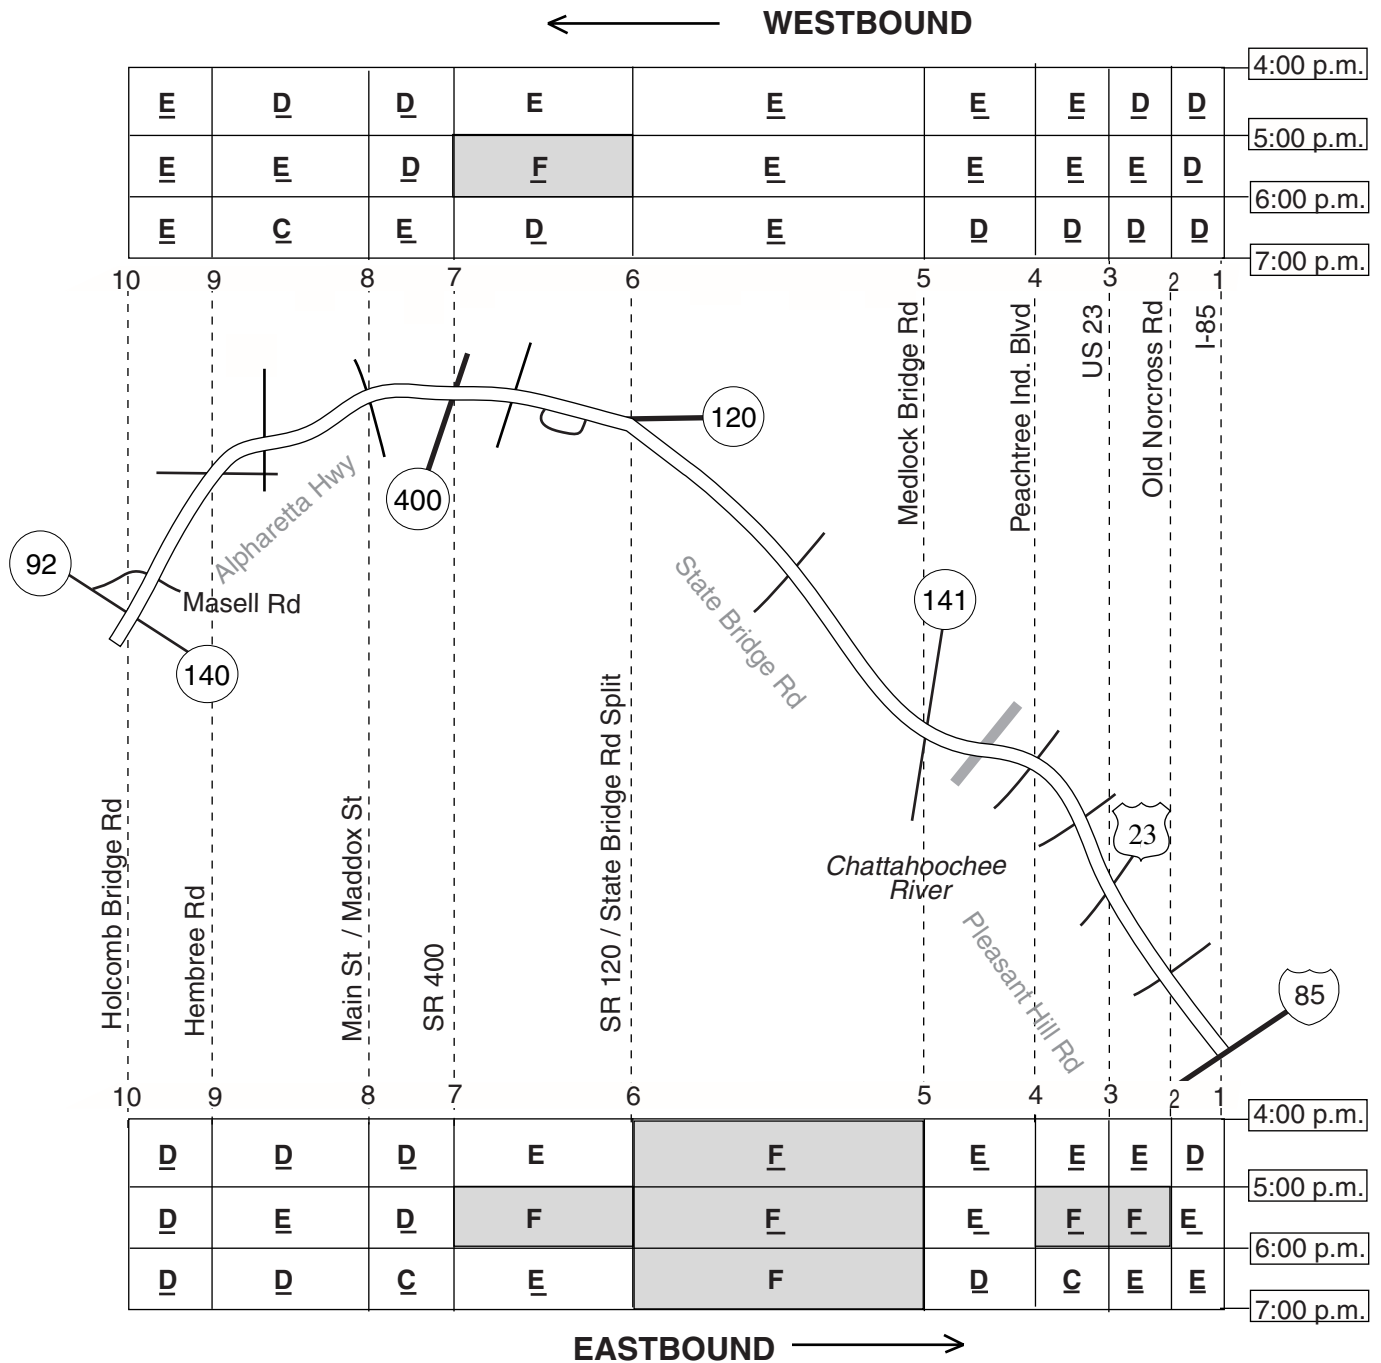 WESTBOUND
4:00 p.m.
E D D E E E E D D
5:00 p.m.
E E D F E E E E D
6:00 p.m.
E C E D E D D D D
7:00 p.m.
10 9 8 7 6 5 4 3 2 1
Holcomb Bridge Rd
Hembree Rd
Main St / Maddox St
SR 400
SR 120 / State Bridge Rd Split
Medlock Bridge Rd
Peachtree Ind. Blvd
US 23
Old Norcross Rd
I-85
120
400
Alpharetta Hwy
92
Masell Rd
140
State Bridge Rd
141
23
Chattahoochee
River
Pleasant Hill Rd
85
10 9 8 7 6 5 4 3 2 1
4:00 p.m.
D D D E F E E E D
5:00 p.m.
D E D F F E F F E
6:00 p.m.
D D C E F D C E E
7:00 p.m.
EASTBOUND